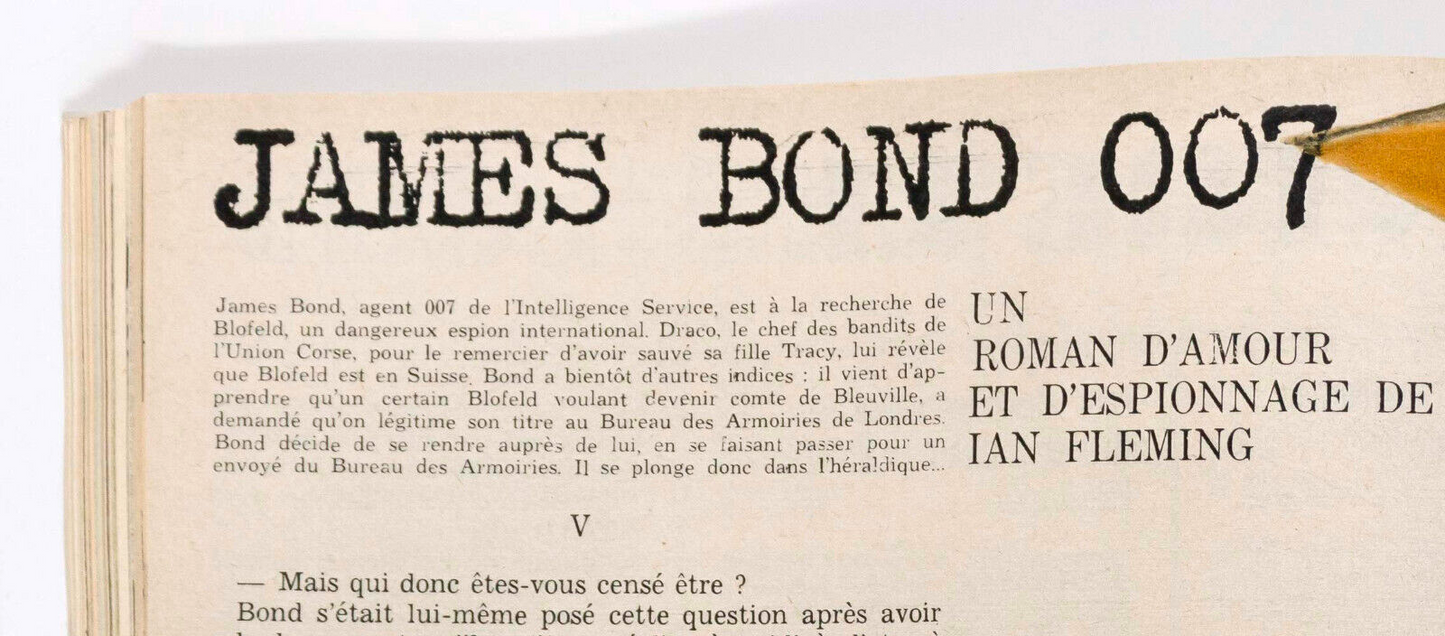 JAMES BOND 007
James Bond, agent 007 de l'Intelligence Service, est à la recherche de
Blofeld, un dangereux espion international. Draco, le chef des bandits de
l'Union Corse, pour le remercier d'avoir sauvé sa fille Tracy, lui révèle
que Blofeld est en Suisse. Bond a bientôt d'autres indices : il vient d'ap-
prendre qu'un certain Blofeld voulant devenir comte de Bleuville, a
demandé qu'on légitime son titre au Bureau des Armoiries de Londres.
Bond décide de se rendre auprès de lui, en se faisant passer pour un
envoyé du Bureau des Armoiries. Il se plonge donc dans l'héraldique...
UN
ROMAN D'AMOUR
ET D'ESPIONNAGE DE
IAN FLEMING
V
— Mais qui donc êtes-vous censé être ?
Bond s'était lui-même posé cette question après avoir